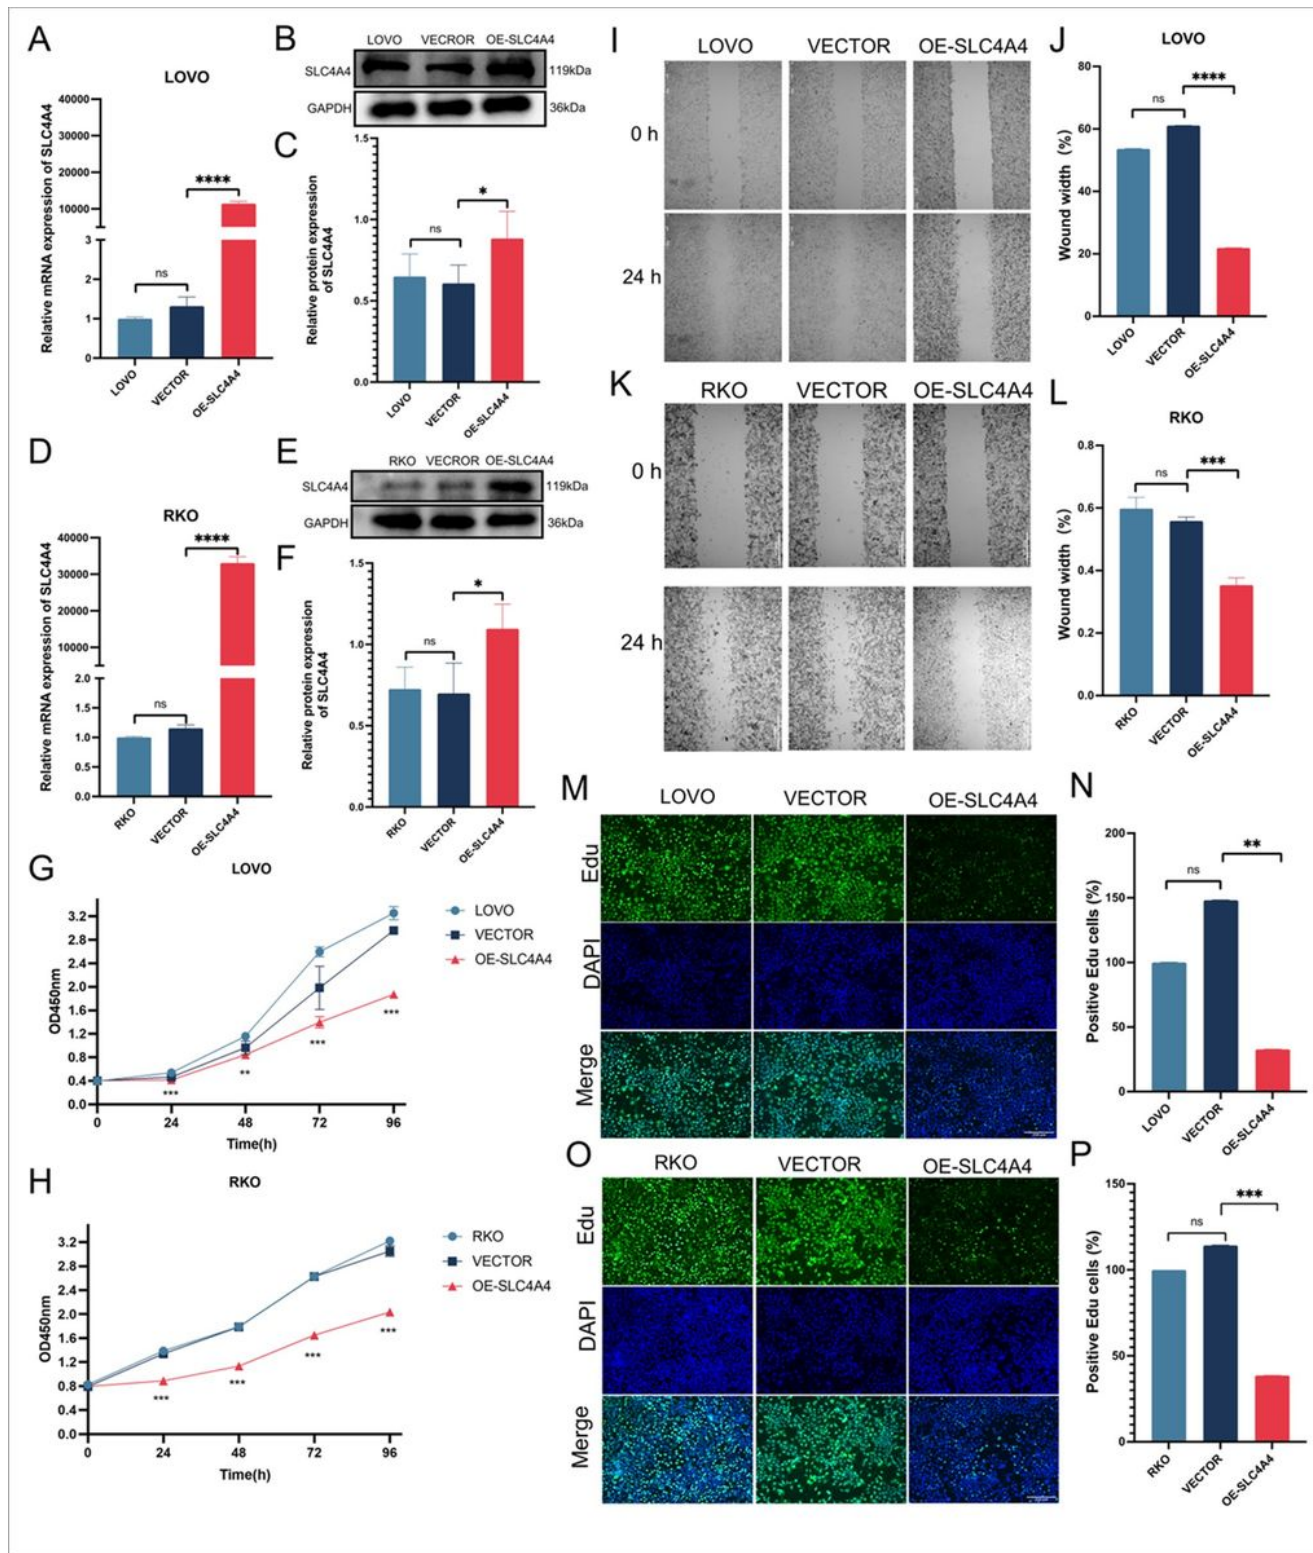 A
LOVO
Relative mRNA expression of SLC4A4
40000
30000
20000
10000
3
2
1
0
ns
****
LOVO
VECTOR
OE-SLC4A4
B
LOVO VECROR OE-SLC4A4
SLC4A4
119kDa
GAPDH
36kDa
C
Relative protein expression
of SLC4A4
1.5
1.0
0.5
0.0
ns
*
LOVO
VECTOR
OE-SLC4A4
D
RKO
Relative mRNA expression of SLC4A4
40000
30000
20000
10000
2.0
1.5
1.0
0.5
0.0
ns
****
RKO
VECTOR
OE-SLC4A4
E
RKO VECROR OE-SLC4A4
SLC4A4
119kDa
GAPDH
36kDa
F
Relative protein expression
of SLC4A4
1.5
1.0
0.5
0.0
ns
*
RKO
VECTOR
OE-SLC4A4
G
LOVO
OD450nm
3.2
2.8
2.4
2.0
1.6
1.2
0.8
0.4
0.0
***
**
***
***
0 24 48 72 96
Time(h)
LOVO
VECTOR
OE-SLC4A4
H
RKO
OD450nm
3.2
2.8
2.4
2.0
1.6
1.2
0.8
0.4
0.0
***
***
***
***
0 24 48 72 96
Time(h)
RKO
VECTOR
OE-SLC4A4
I
LOVO VECTOR OE-SLC4A4
0 h
24 h
J
LOVO
Wound width (%)
80
60
40
20
0
ns
****
LOVO
VECTOR
OE-SLC4A4
K
RKO VECTOR OE-SLC4A4
0 h
24 h
L
RKO
Wound width (%)
0.8
0.6
0.4
0.2
0.0
ns
***
RKO
VECTOR
OE-SLC4A4
M
LOVO VECTOR OE-SLC4A4
Edu
DAPI
Merge
N
Positive Edu cells (%)
200
150
100
50
0
ns
**
LOVO
VECTOR
OE-SLC4A4
O
RKO VECTOR OE-SLC4A4
Edu
DAPI
Merge
P
Positive Edu cells (%)
150
100
50
0
ns
***
RKO
VECTOR
OE-SLC4A4